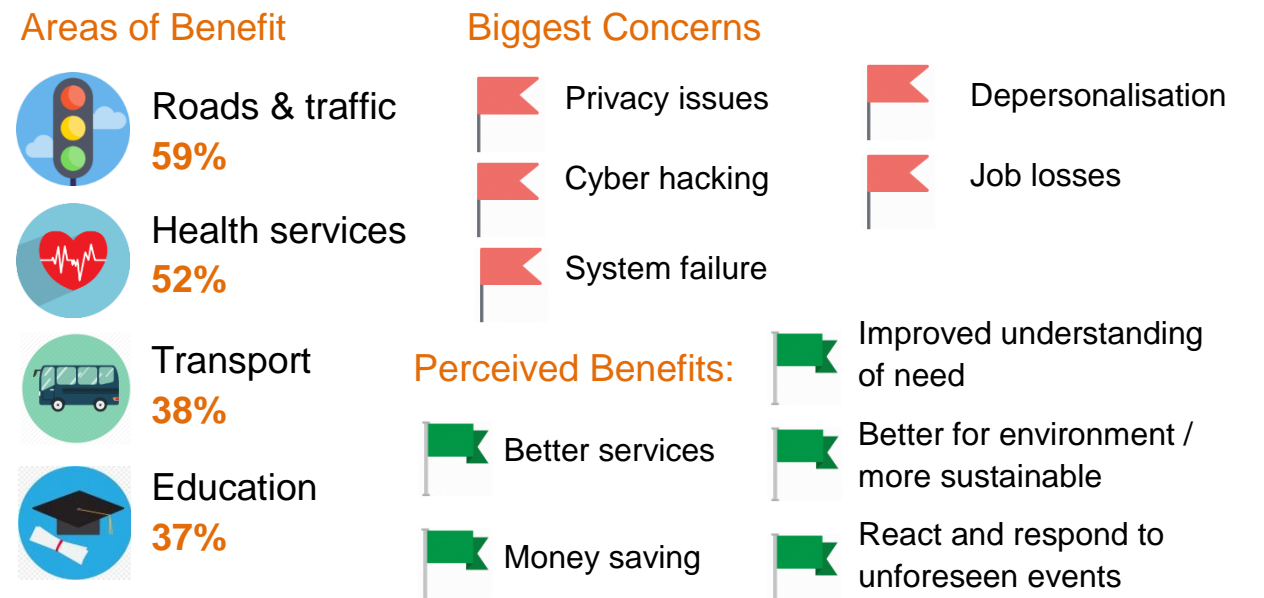 Areas of Benefit
Roads & traffic
59%
Health services
52%
Transport
38%
Education
37%
Biggest Concerns
Privacy issues
Cyber hacking
System failure
Depersonalisation
Job losses
Perceived Benefits:
Better services
Money saving
Improved understanding
of need
Better for environment /
more sustainable
React and respond to
unforeseen events